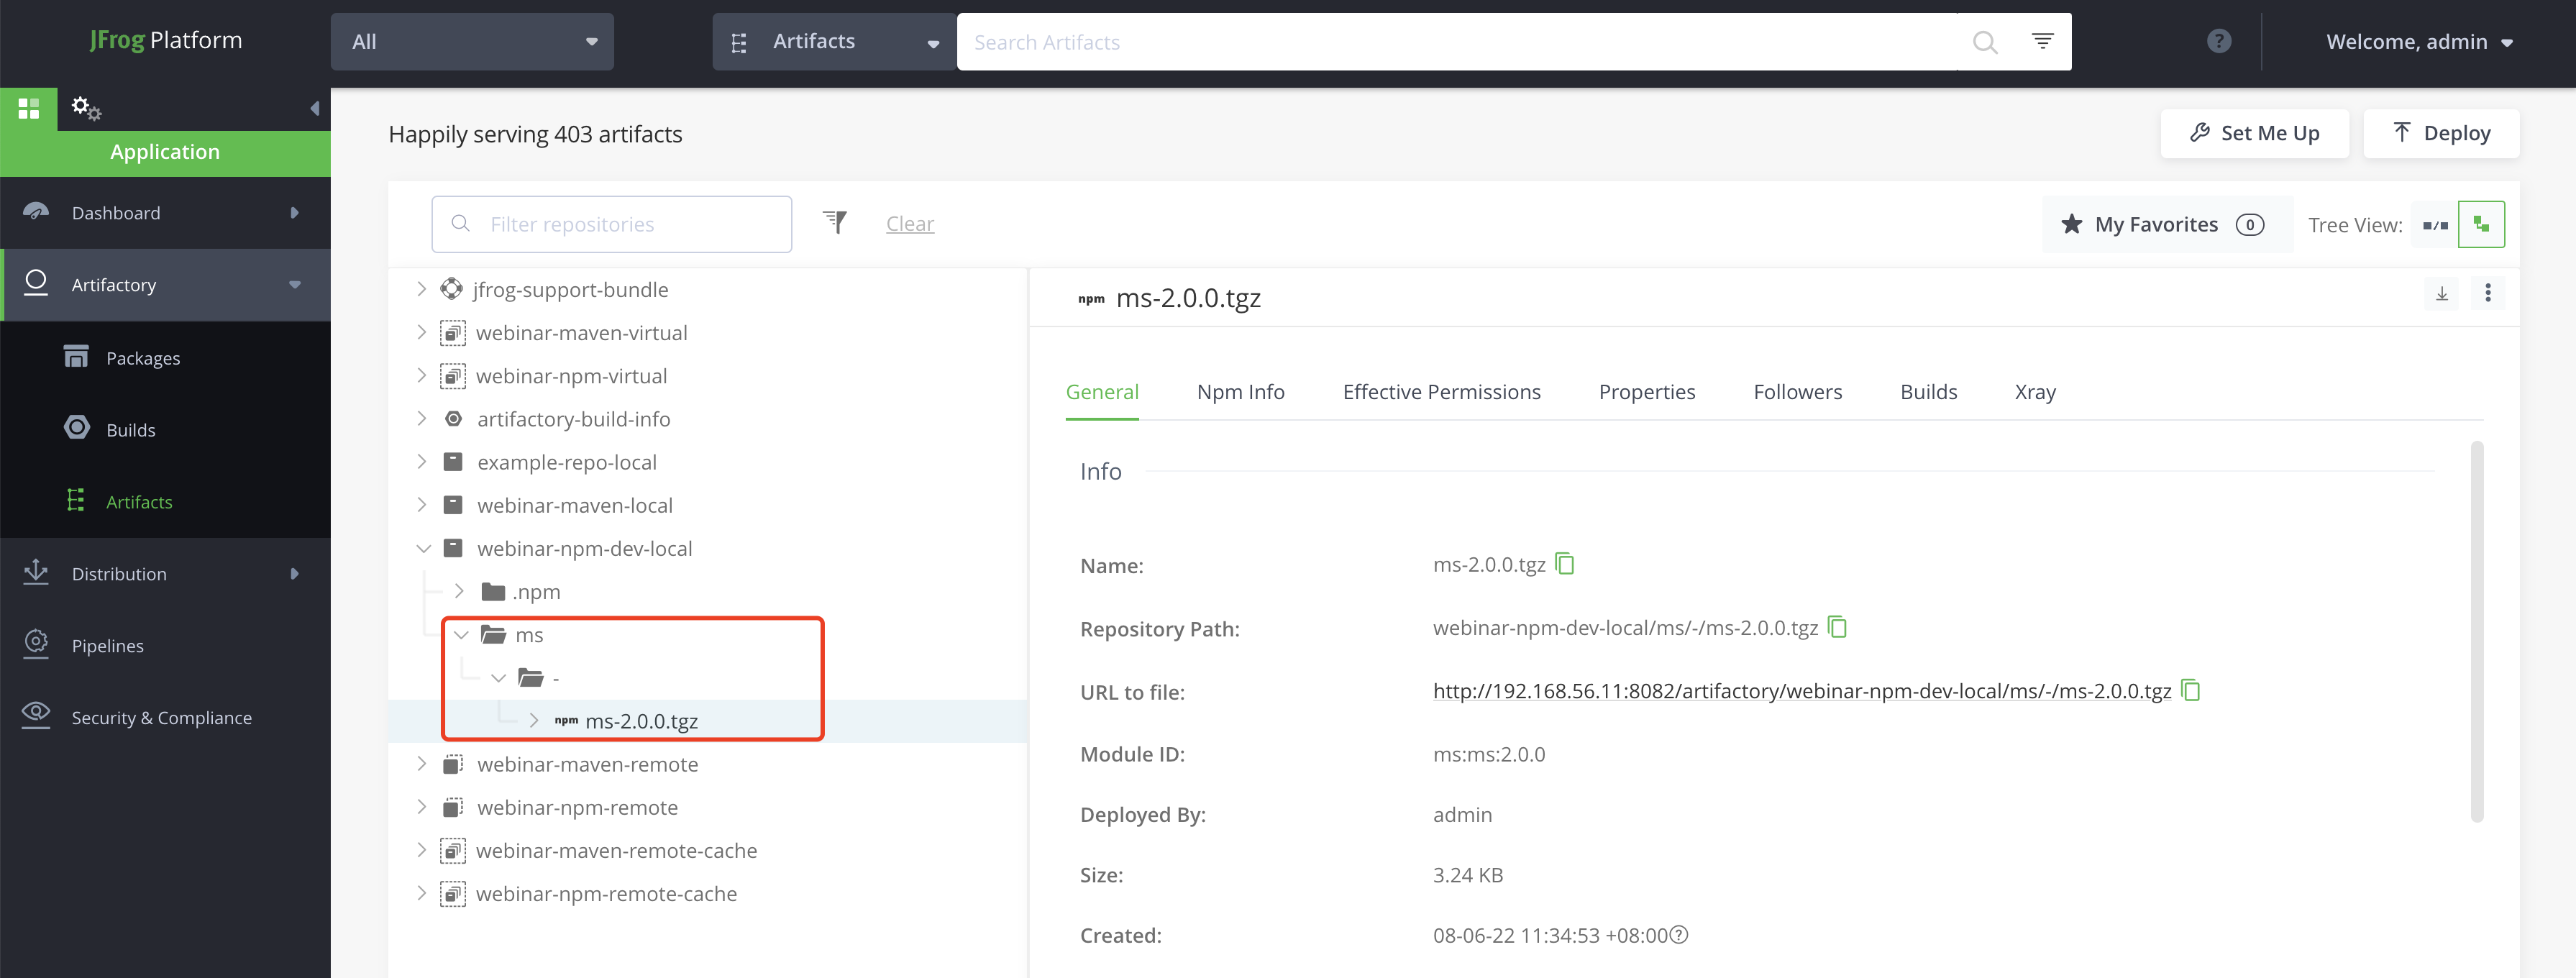 JFrog Platform
All
Artifacts
Search Artifacts
?
Welcome, admin
Application
Dashboard
Artifactory
Packages
Builds
Artifacts
Distribution
Pipelines
Security & Compliance
Happily serving 403 artifacts
Set Me Up
Deploy
Filter repositories
Clear
My Favorites 0
Tree View:
jfrog-support-bundle
webinar-maven-virtual
webinar-npm-virtual
artifactory-build-info
example-repo-local
webinar-maven-local
webinar-npm-dev-local
.npm
ms
-
npm ms-2.0.0.tgz
webinar-maven-remote
webinar-npm-remote
webinar-maven-remote-cache
webinar-npm-remote-cache
npm ms-2.0.0.tgz
General Npm Info Effective Permissions Properties Followers Builds Xray
Info
Name: ms-2.0.0.tgz
Repository Path: webinar-npm-dev-local/ms/-/ms-2.0.0.tgz
URL to file: http://192.168.56.11:8082/artifactory/webinar-npm-dev-local/ms/-/ms-2.0.0.tgz
Module ID: ms:ms:2.0.0
Deployed By: admin
Size: 3.24 KB
Created: 08-06-22 11:34:53 +08:00 ?